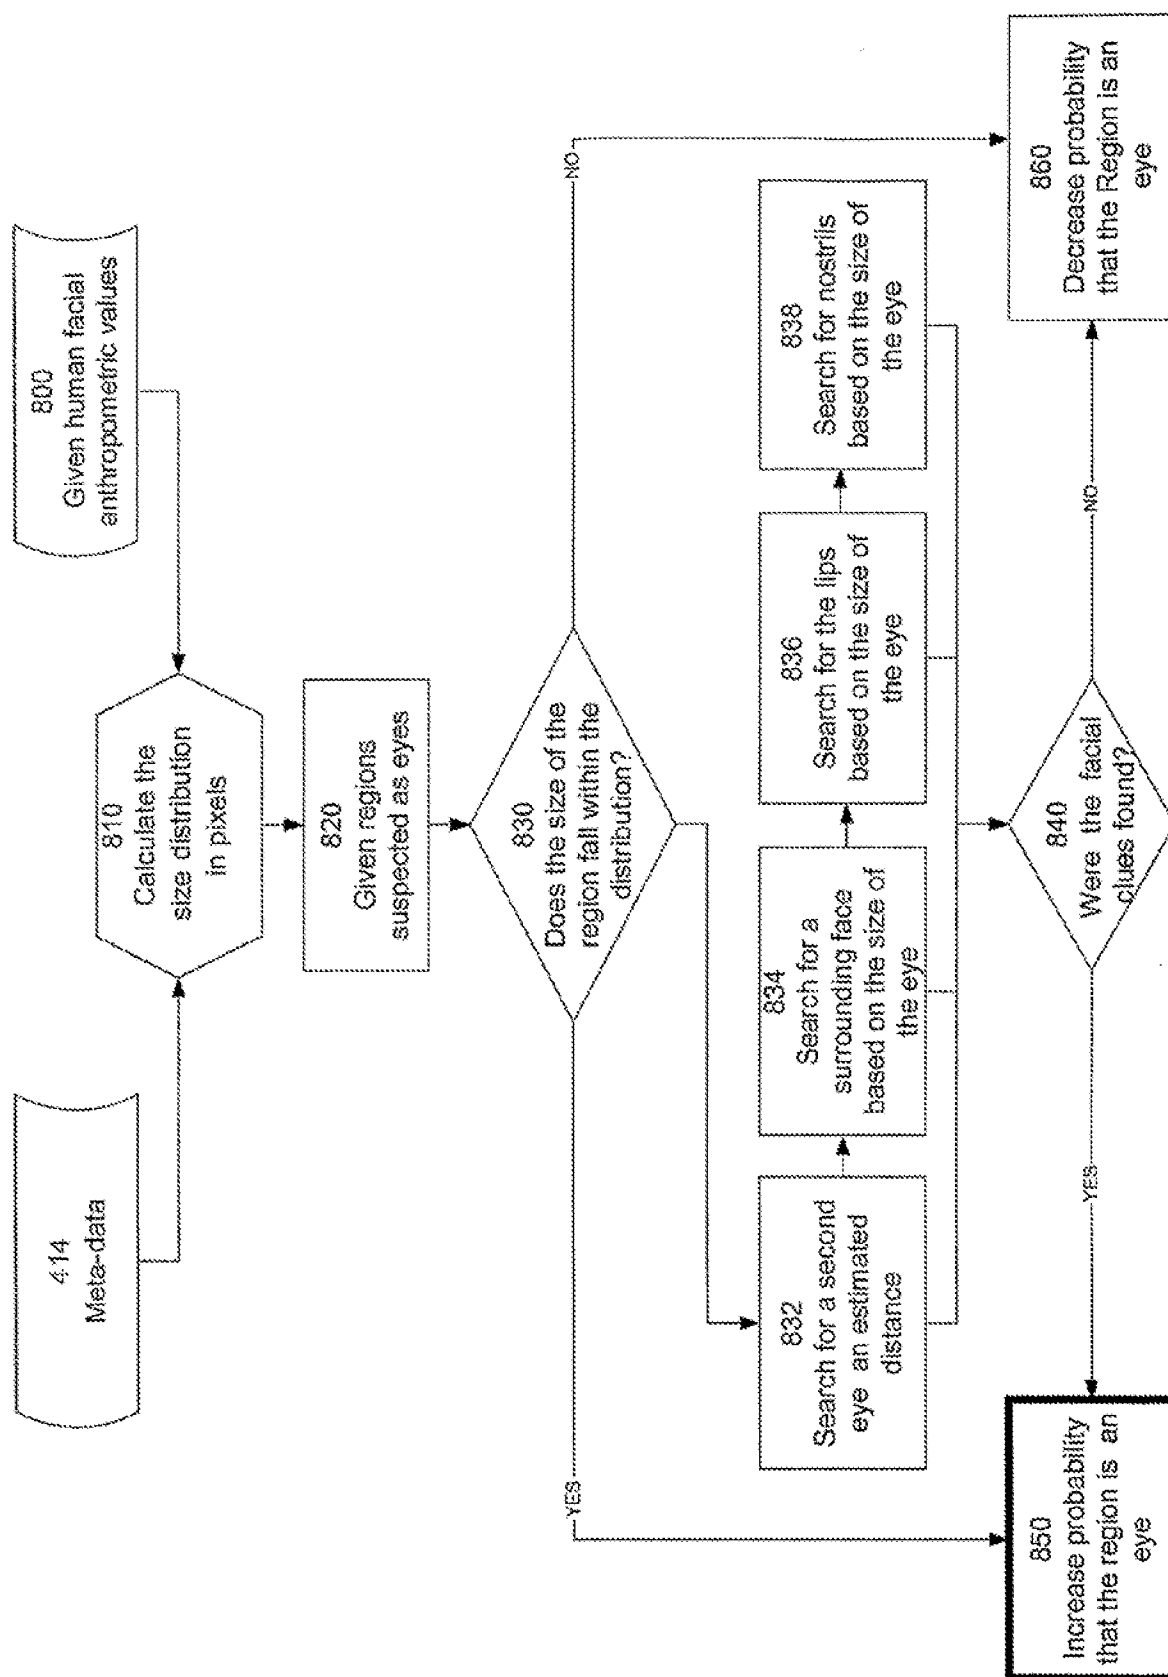 414
Meta-data
800
Given human facial
anthropometric values
810
Calculate the
size distribution
in pixels
820
Given regions
suspected as eyes
830
Does the size of the
region fall within the
distribution?
YES
NO
832
Search for a second
eye an estimated
distance
834
Search for a
surrounding face
based on the size of
the eye
836
Search for the lips
based on the size of
the eye
838
Search for nostrils
based on the size of
the eye
840
Were the facial
clues found?
YES
NO
850
Increase probability
that the region is an
eye
860
Decrease probability
that the Region is an
eye